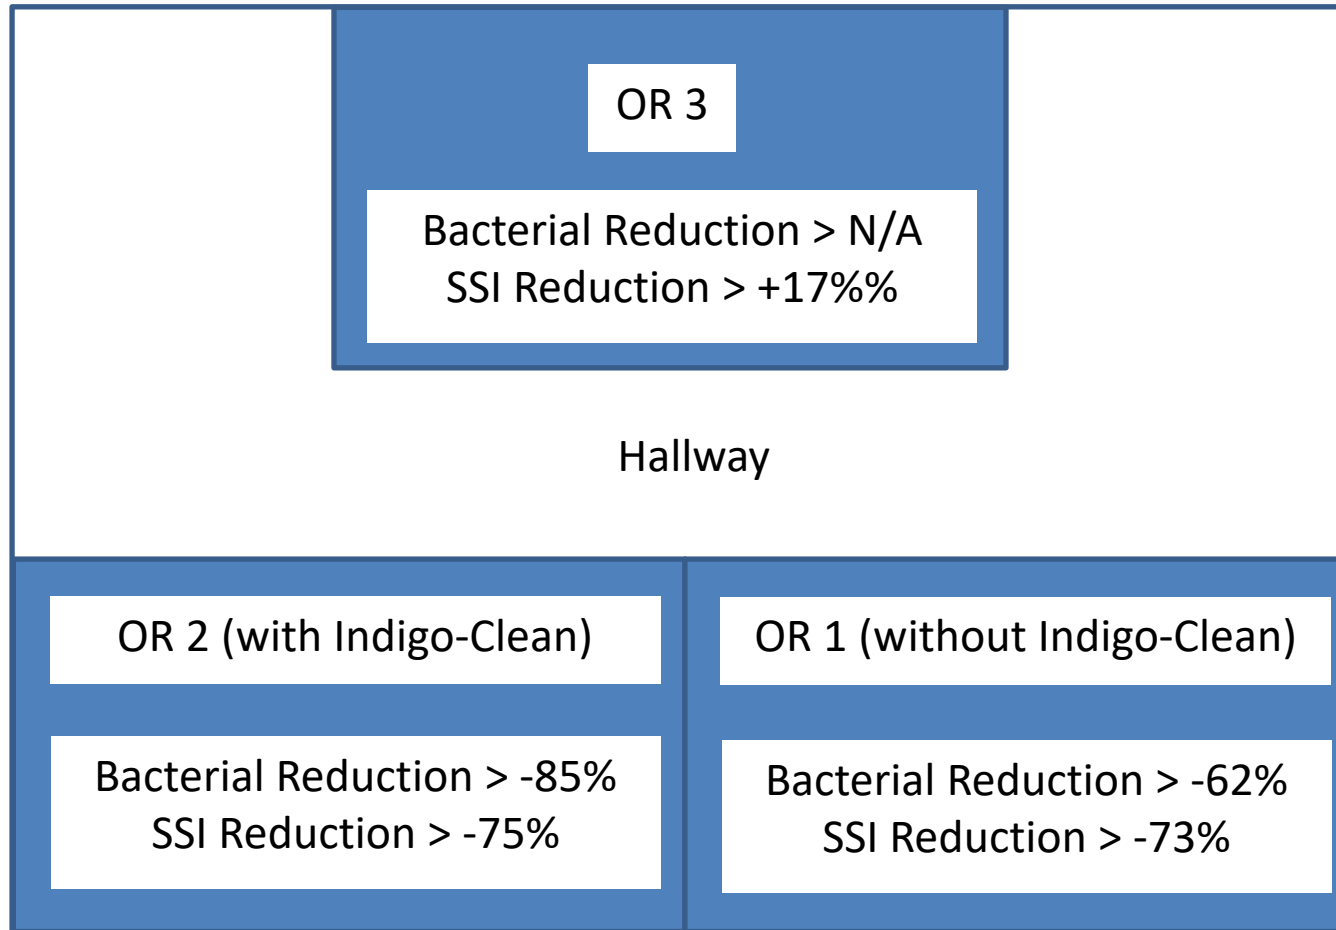 OR 3
Bacterial Reduction > N/A
SSI Reduction > +17%%
Hallway
OR 2 (with Indigo-Clean)
Bacterial Reduction > -85%
SSI Reduction > -75%
OR 1 (without Indigo-Clean)
Bacterial Reduction > -62%
SSI Reduction > -73%